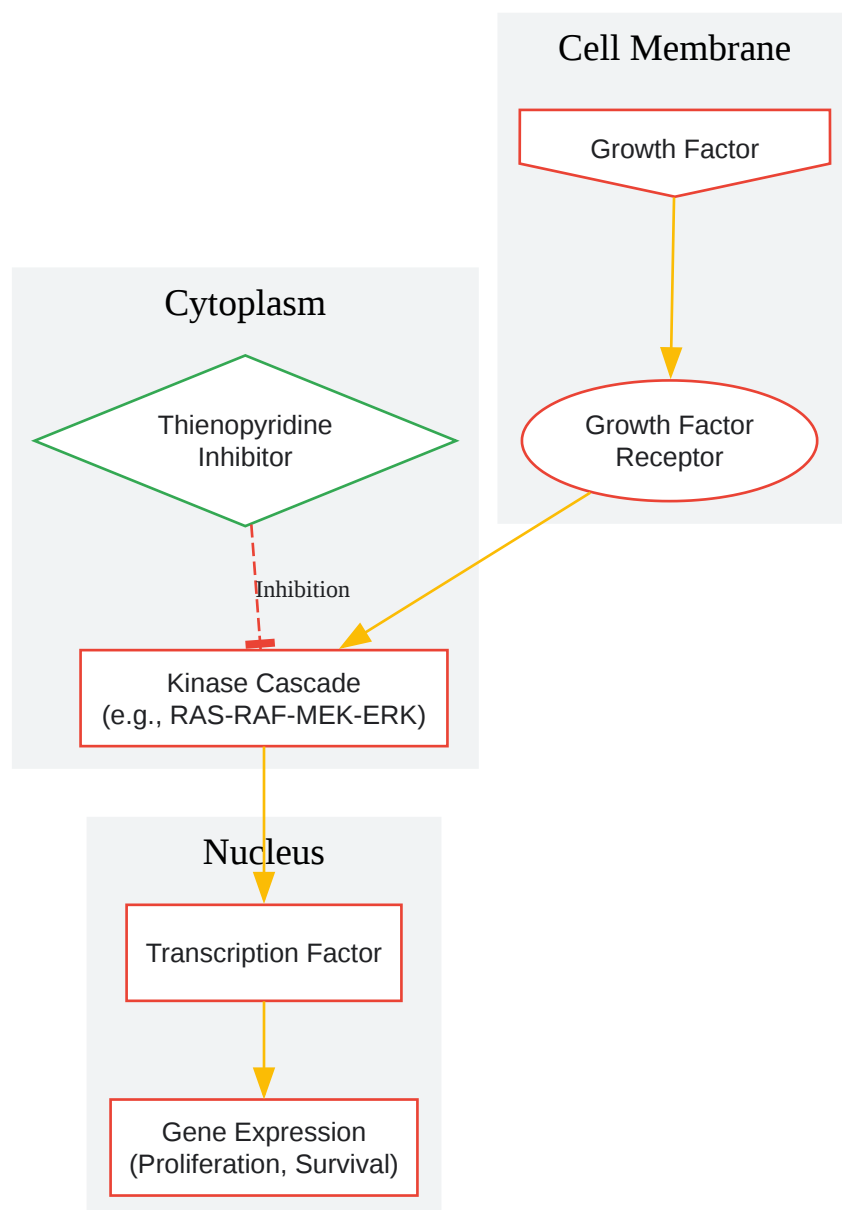 Cell Membrane
Growth Factor
Cytoplasm
Thienopyridine
Inhibitor
Growth Factor
Receptor
Inhibition
Kinase Cascade
(e.g., RAS-RAF-MEK-ERK)
Nucleus
Transcription Factor
Gene Expression
(Proliferation, Survival)